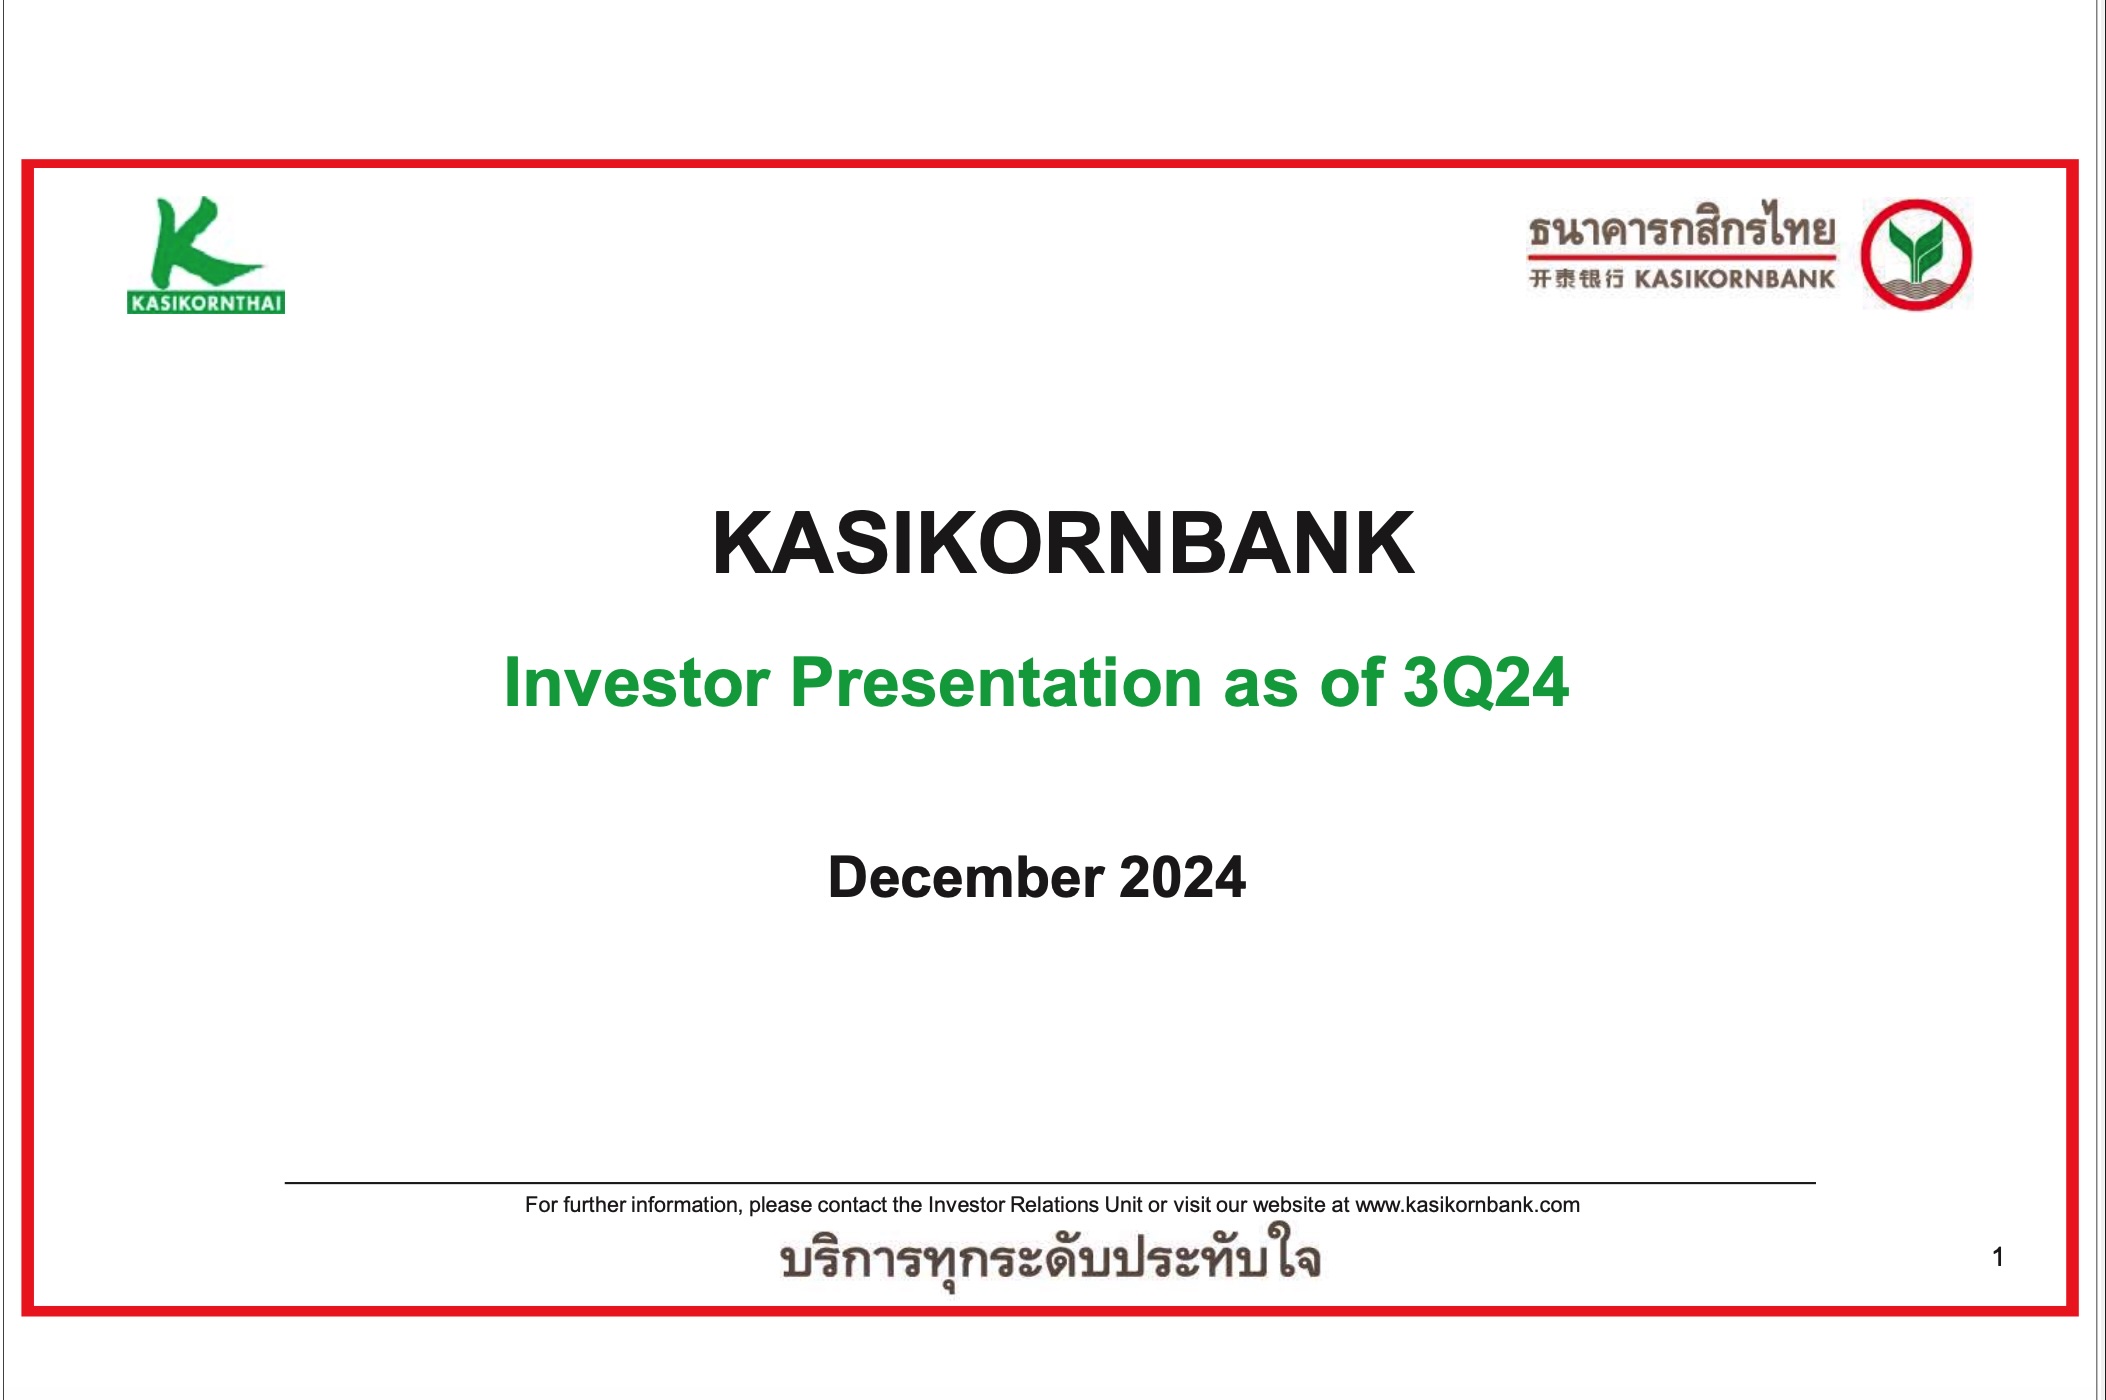 KASIKORNTHAI
ธนาคารกสิกรไทย
开泰银行 KASIKORNBANK
KASIKORNBANK
Investor Presentation as of 3Q24
December 2024
For further information, please contact the Investor Relations Unit or visit our website at www.kasikornbank.com
บริการทุกระดับประทับใจ
1